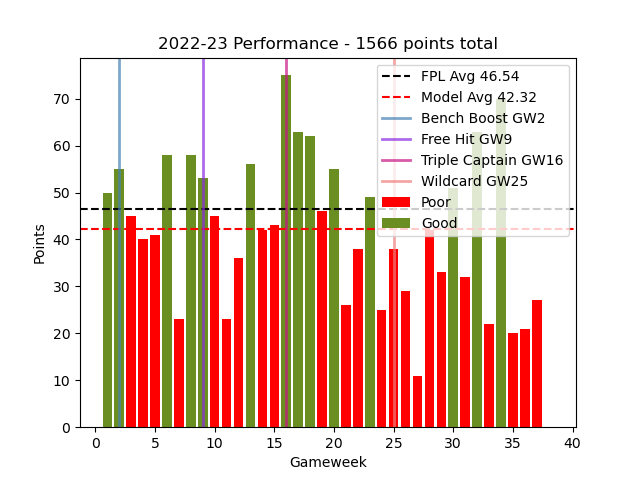 2022-23 Performance - 1566 points total
FPL Avg 46.54
Model Avg 42.32
Bench Boost GW2
Free Hit GW9
Triple Captain GW16
Wildcard GW25
Poor
Good
Points
70
60
50
40
30
20
10
0
0 5 10 15 20 25 30 35 40
Gameweek